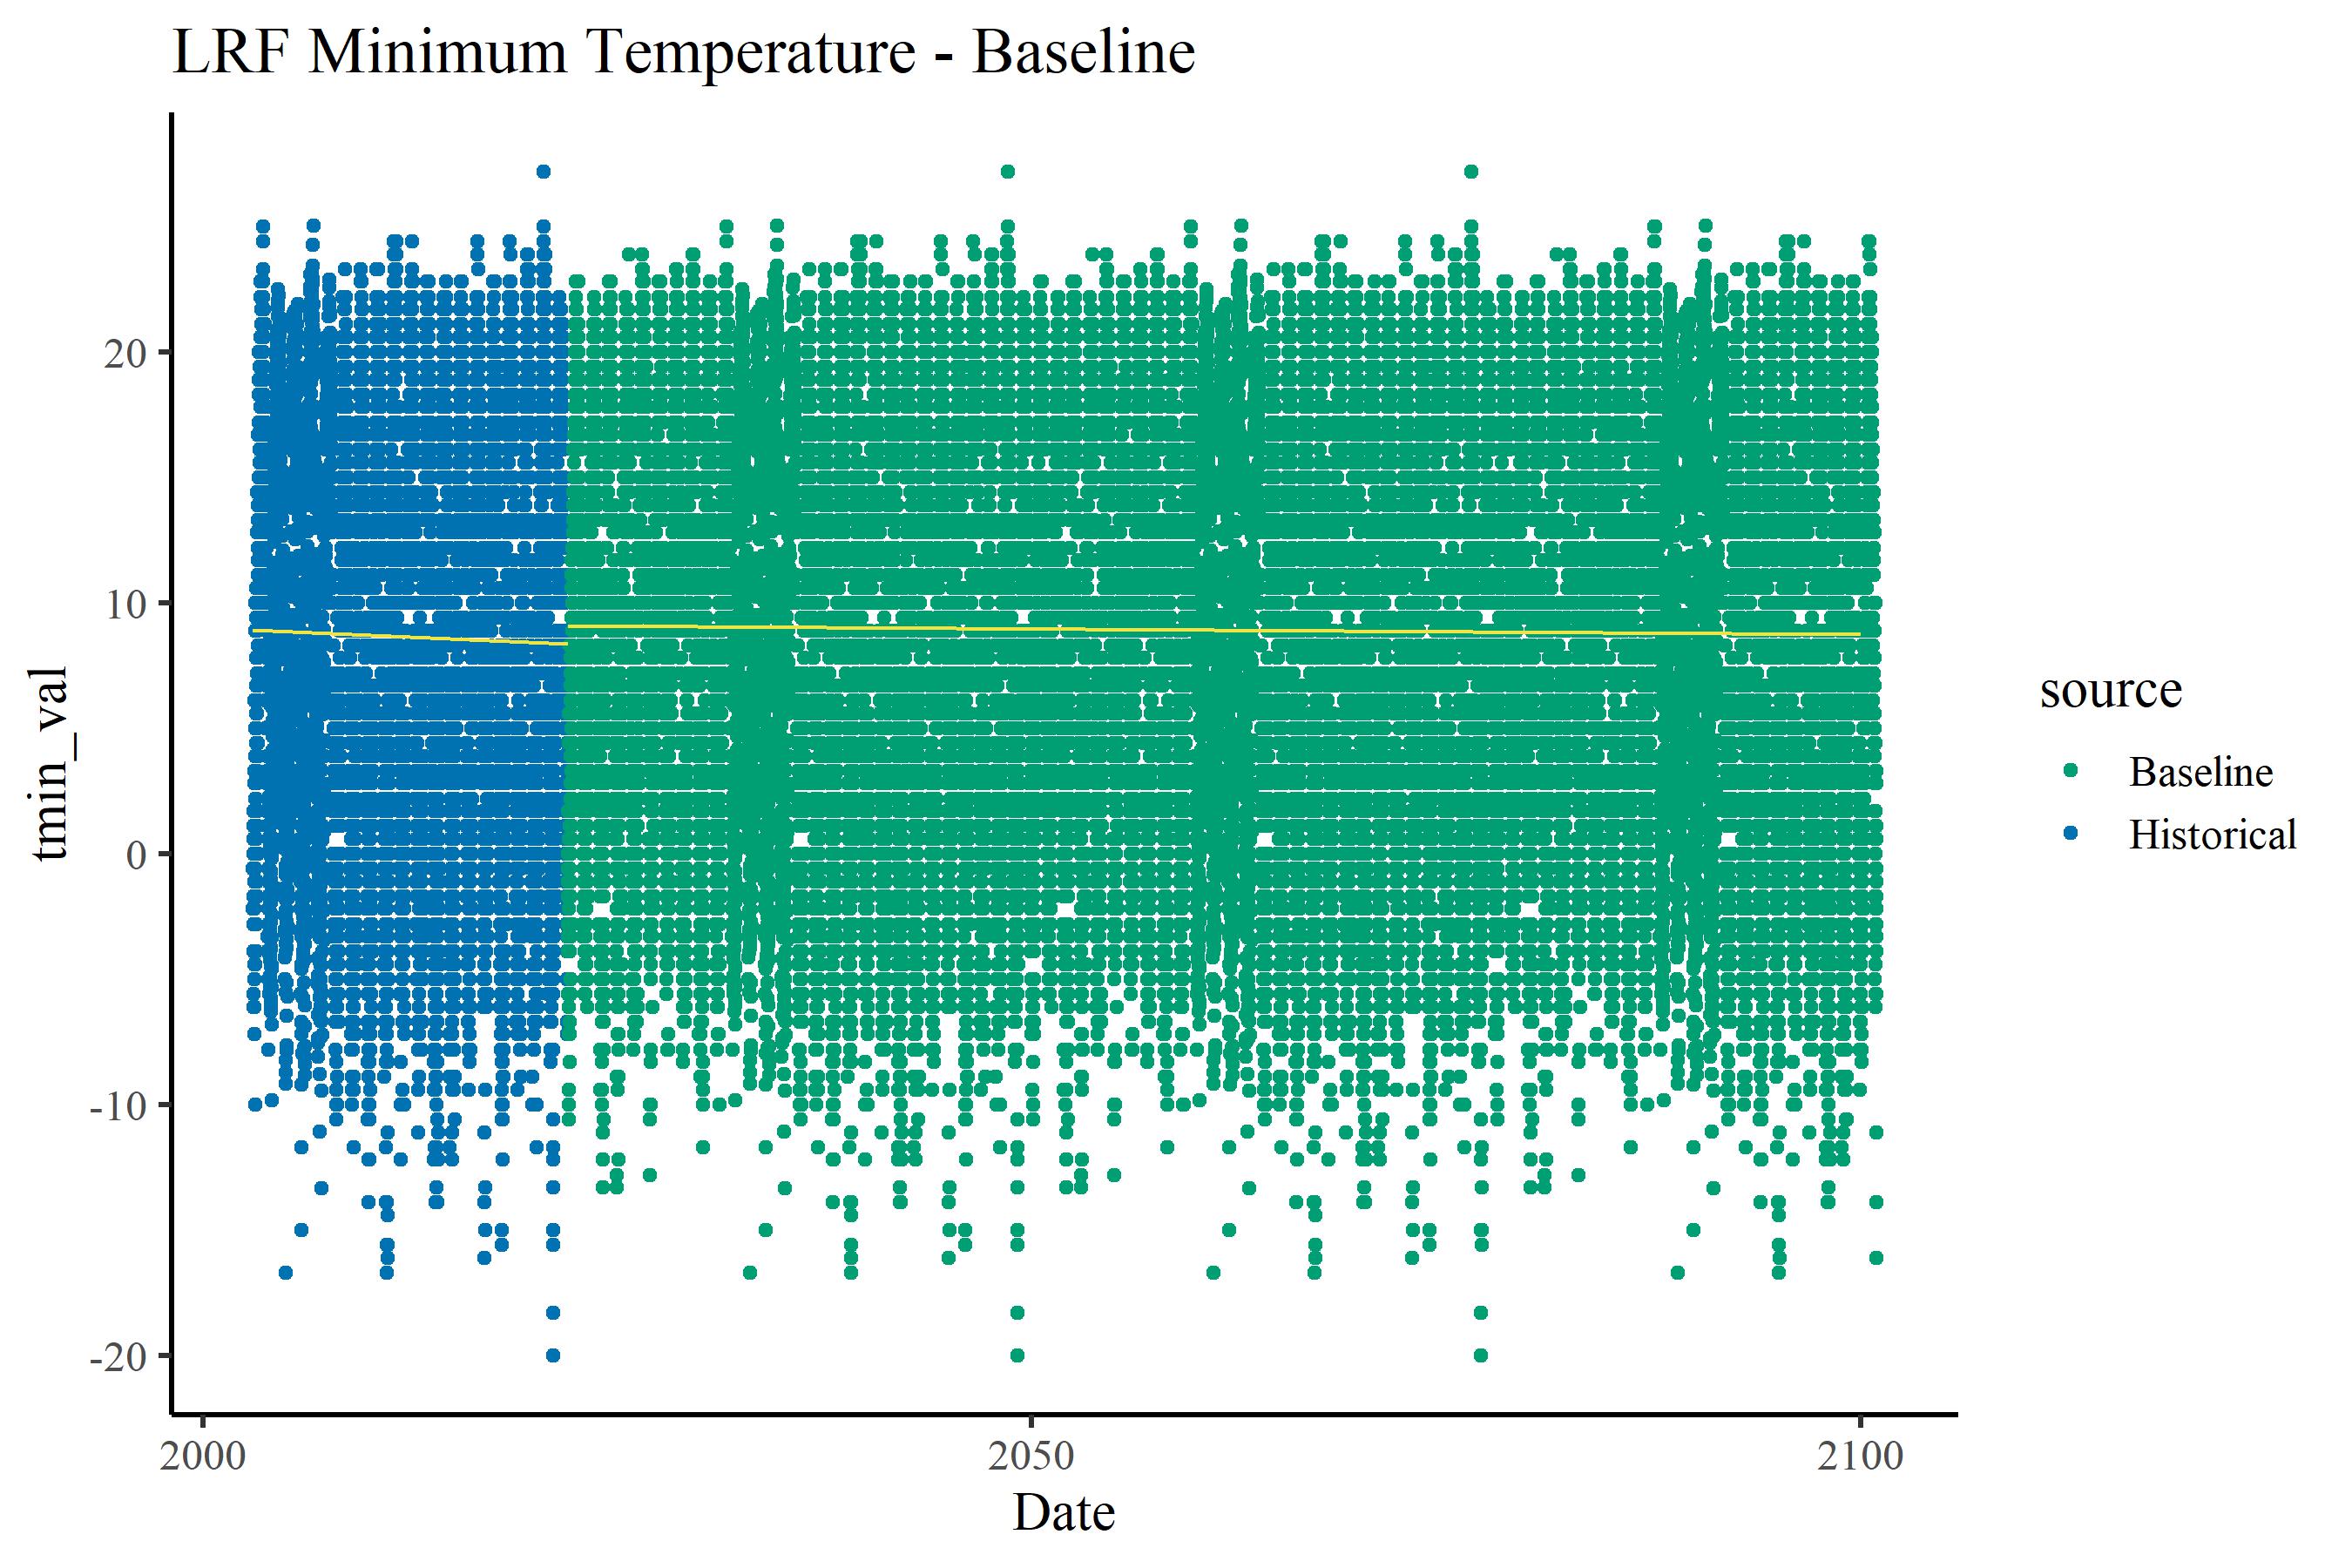 LRF Minimum Temperature - Baseline
tmin_val
20
10
0
-10
-20
2000
2050
2100
Date
source
Baseline
Historical